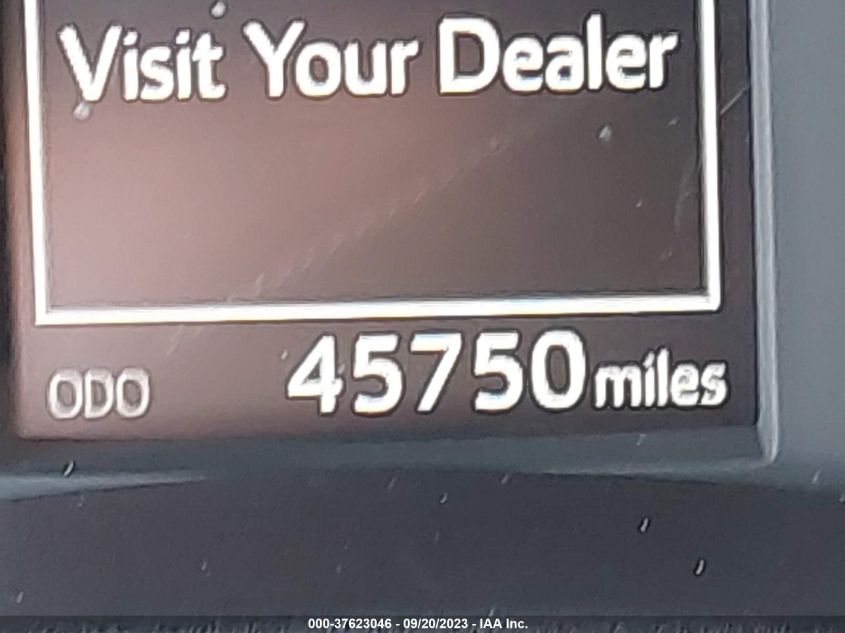 Visit Your Dealer
ODO 45750 miles
000-37623046 - 09/20/2023 - IAA Inc.